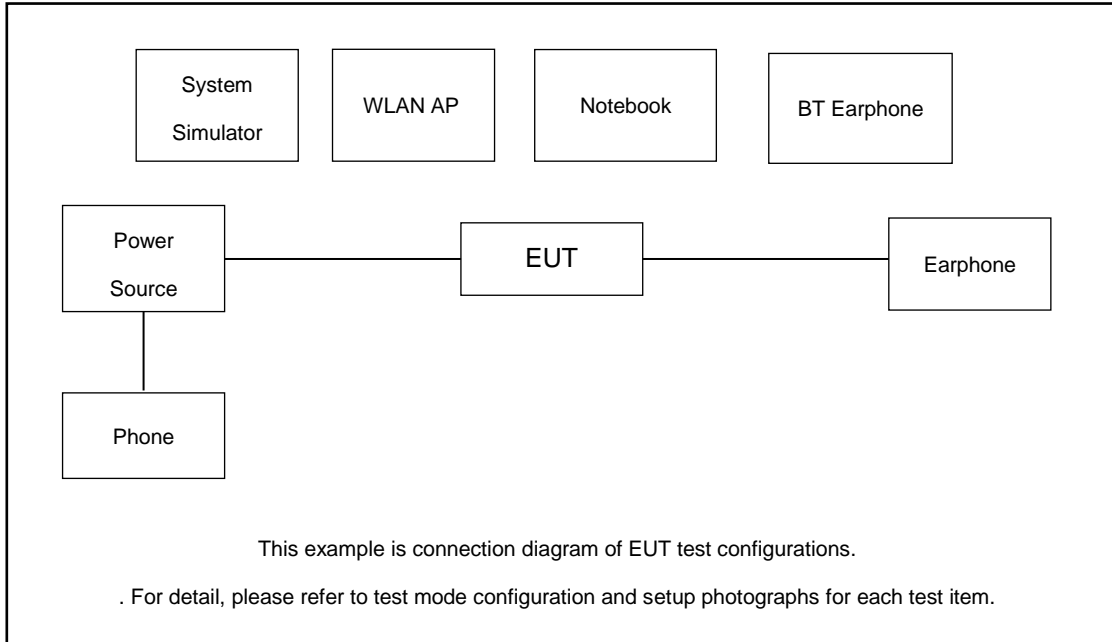 System
Simulator
WLAN AP
Notebook
BT Earphone
Power
Source
EUT
Earphone
Phone
This example is connection diagram of EUT test configurations.
. For detail, please refer to test mode configuration and setup photographs for each test item.